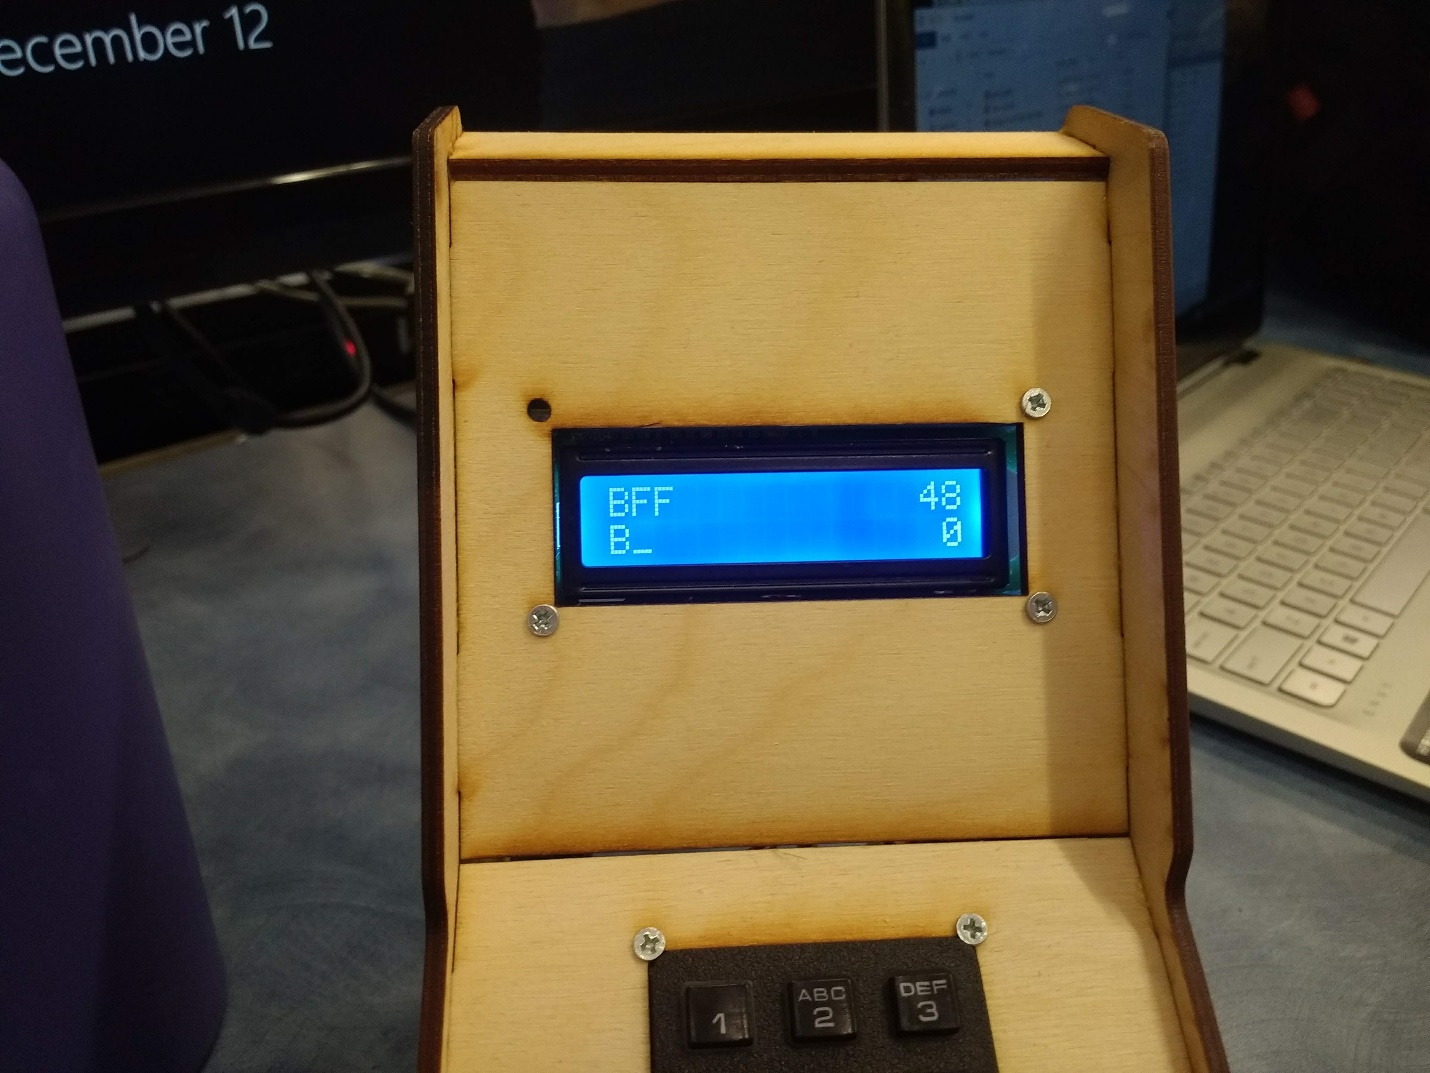 ecember 12
BFF 48
B_ 0
1 ABC 2 DEF 3